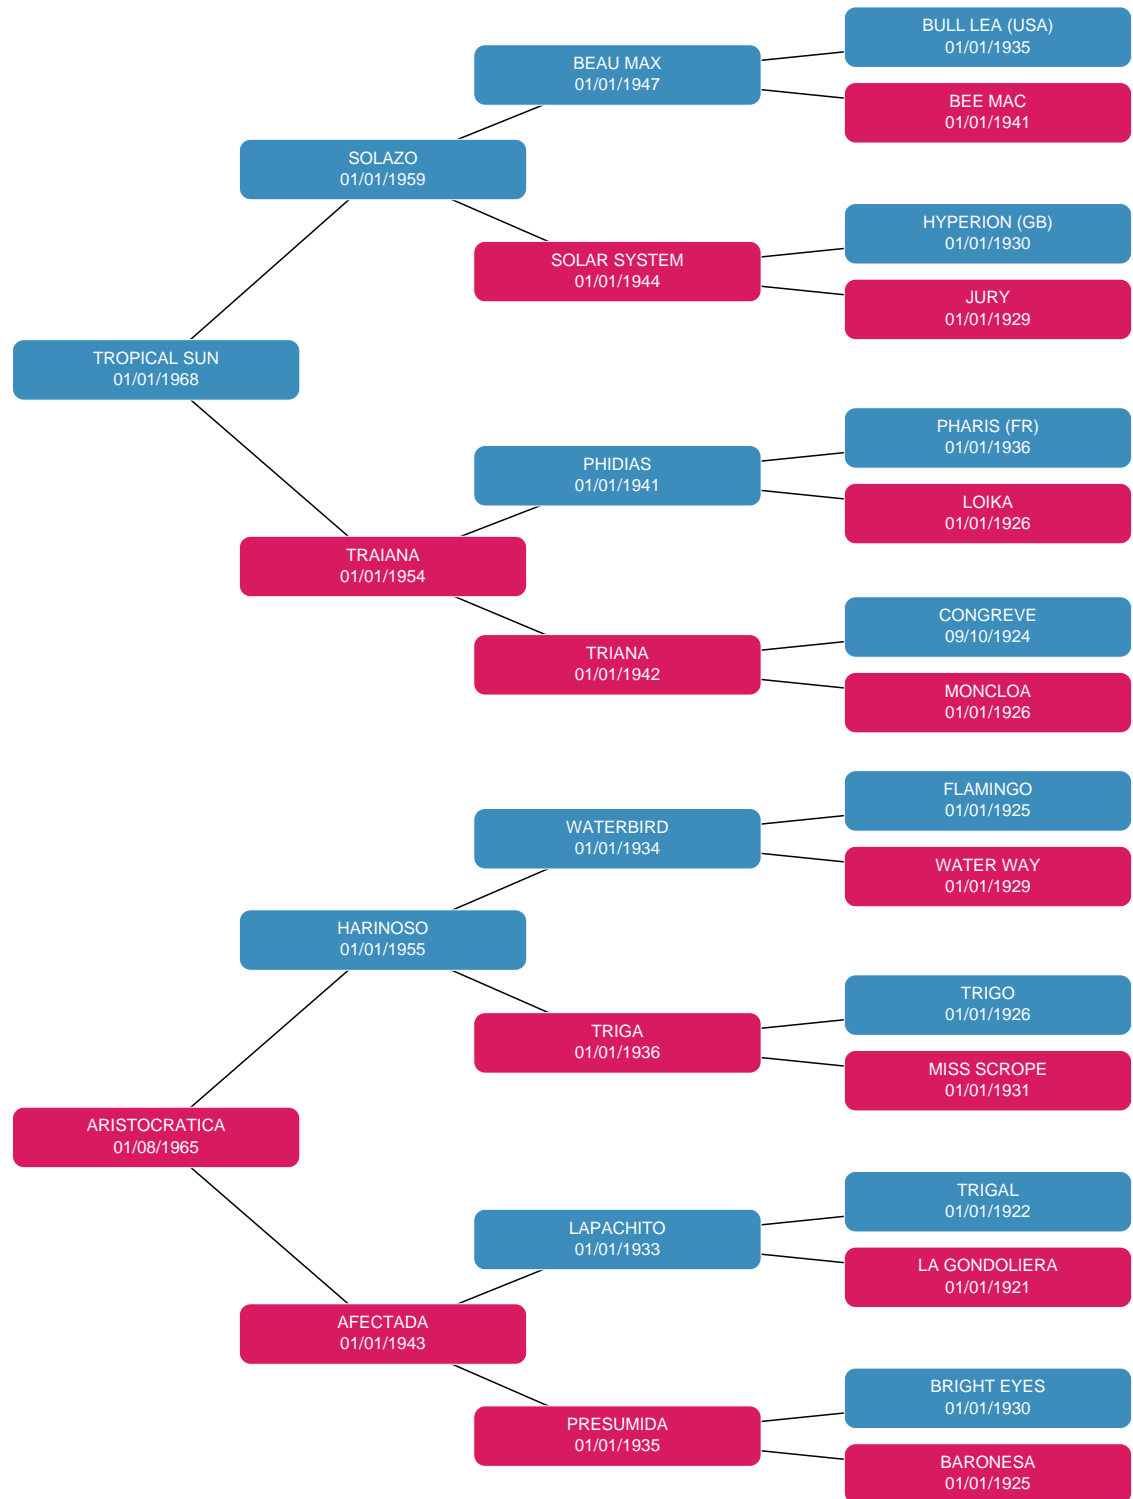 BULL LEA (USA)
01/01/1935
BEAU MAX
01/01/1947
BEE MAC
01/01/1941
SOLAZO
01/01/1959
HYPERION (GB)
01/01/1930
SOLAR SYSTEM
01/01/1944
JURY
01/01/1929
TROPICAL SUN
01/01/1968
PHARIS (FR)
01/01/1936
PHIDIAS
01/01/1941
LOIKA
01/01/1926
TRAIANA
01/01/1954
CONGREVE
09/10/1924
TRIANA
01/01/1942
MONCLOA
01/01/1926
FLAMINGO
01/01/1925
WATERBIRD
01/01/1934
WATER WAY
01/01/1929
HARINOSO
01/01/1955
TRIGO
01/01/1926
TRIGA
01/01/1936
MISS SCROPE
01/01/1931
ARISTOCRATICA
01/08/1965
TRIGAL
01/01/1922
LAPACHITO
01/01/1933
LA GONDOLIERA
01/01/1921
AFECTADA
01/01/1943
BRIGHT EYES
01/01/1930
PRESUMIDA
01/01/1935
BARONESA
01/01/1925